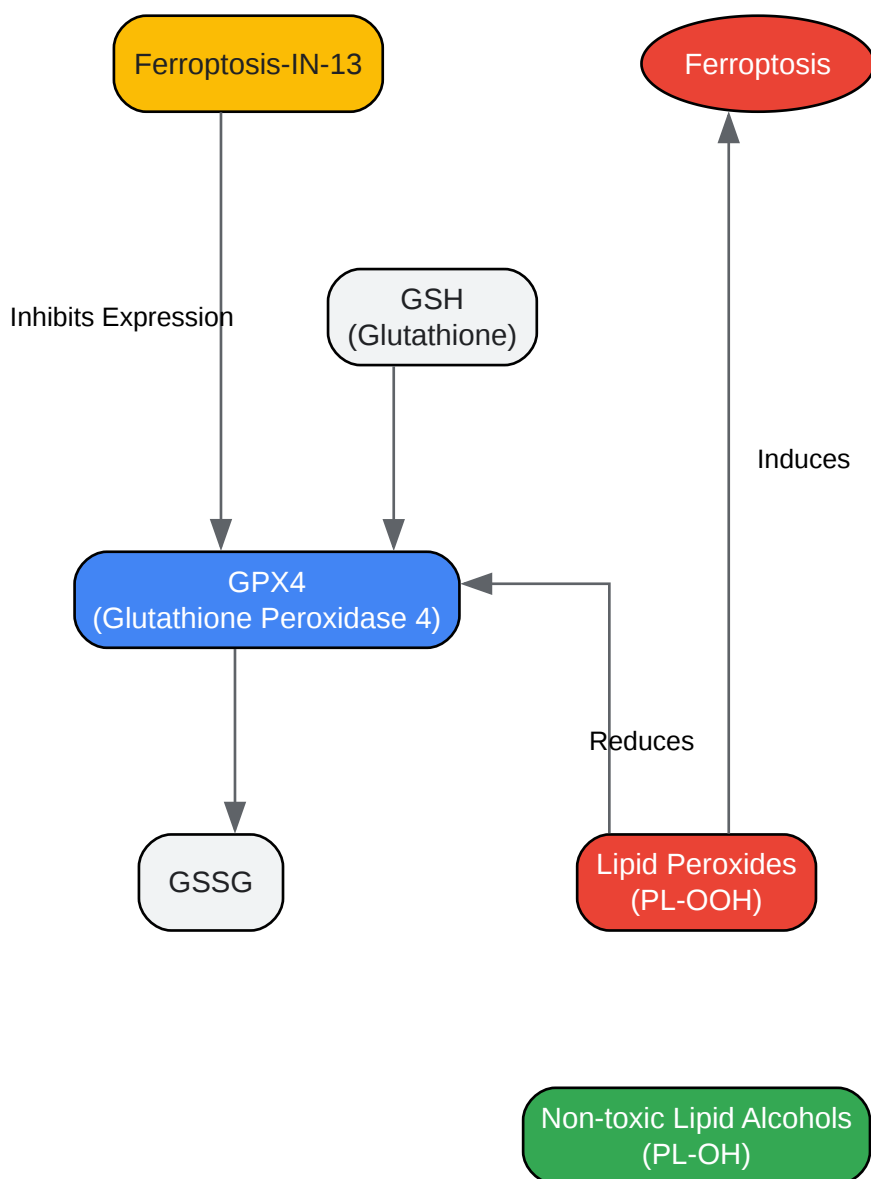 Ferroptosis-IN-13
Ferroptosis
GSH
(Glutathione)
Inhibits Expression
Induces
GPX4
(Glutathione Peroxidase 4)
Reduces
GSSG
Lipid Peroxides
(PL-OOH)
Non-toxic Lipid Alcohols
(PL-OH)